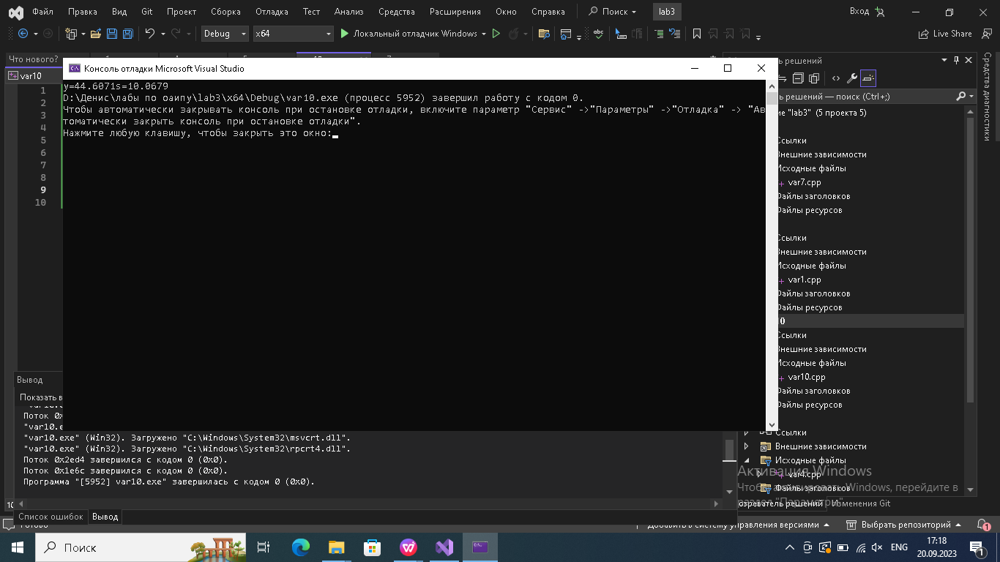 Файл Правка Вид Git Проект Сборка Отладка Тест Анализ Средства Расширения Окно Справка Поиск lab3 Вход
Debug x64 Локальный отладчик Windows Live Share
Что нового?
var10
1
2
3
4
5
6
7
8
9
10
Консоль отладки Microsoft Visual Studio
y=44.6071s=10.0679
D:\Денис\лабы по оаипу\lab3\x64\Debug\var10.exe (процесс 5952) завершил работу с кодом 0.
Чтобы автоматически закрывать консоль при остановке отладки, включите параметр "Сервис" ->"Параметры" ->"Отладка" -> "Ав
томатически закрыть консоль при остановке отладки".
Нажмите любую клавишу, чтобы закрыть это окно:
решений
ь решений — поиск (Ctrl+;)
ие "lab3" (5 проекта 5)
Ссылки
Внешние зависимости
Исходные файлы
var7.cpp
Файлы заголовков
Файлы ресурсов
Ссылки
Внешние зависимости
Исходные файлы
var1.cpp
Файлы заголовков
Файлы ресурсов
0
Ссылки
Внешние зависимости
Исходные файлы
var10.cpp
Файлы заголовков
Файлы ресурсов
Ссылки
Внешние зависимости
Исходные файлы
var4.cpp
Файлы заголовков
озреватель решений Изменения Git
Средства диагностики
Вывод
Показать в
Поток 0x
"var10.e
"var10.exe" (Win32). Загружено "C:\Windows\System32\msvcrt.dll".
"var10.exe" (Win32). Загружено "C:\Windows\System32\rpcrt4.dll".
Поток 0x2ed4 завершился с кодом 0 (0x0).
Поток 0x1e6c завершился с кодом 0 (0x0).
Программа "[5952] var10.exe" завершилась с кодом 0 (0x0).
Список ошибок Вывод
Готово
Добавить в систему управления версиями Выбрать репозиторий 1
Активация Windows
Чтобы активировать Windows, перейдите в
раздел "Параметры".
Поиск
ENG
17:18
20.09.2023
1